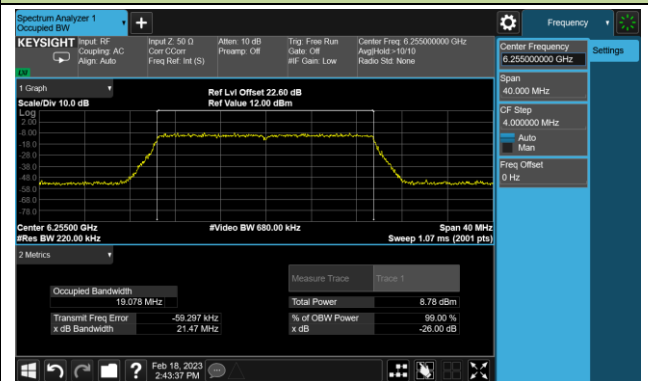 Spectrum Analyzer 1
Occupied BW
+
Frequency
KEYSIGHT
Input: RF
Coupling: AC
Align: Auto
Input Z: 50 Ω
Corr CCorr
Freq Ref: Int (S)
Atten: 10 dB
Preamp: Off
Trig: Free Run
Gate: Off
#IF Gain: Low
Center Freq: 6.255000000 GHz
Avg|Hold:>10/10
Radio Std: None
LW
Center Frequency
6.255000000 GHz
Settings
Span
40.000 MHz
CF Step
4.000000 MHz
Auto
Man
Freq Offset
0 Hz
1 Graph
Scale/Div 10.0 dB
Ref Lvl Offset 22.60 dB
Ref Value 12.00 dBm
Log
2.00
-8.00
-18.0
-28.0
-38.0
-48.0
-58.0
-68.0
-78.0
Center 6.25500 GHz
#Res BW 220.00 kHz
#Video BW 680.00 kHz
Span 40 MHz
Sweep 1.07 ms (2001 pts)
2 Metrics
Measure Trace
Trace 1
Occupied Bandwidth
19.078 MHz
Total Power
8.78 dBm
Transmit Freq Error
-59.297 kHz
% of OBW Power
99.00 %
x dB Bandwidth
21.47 MHz
x dB
-26.00 dB
?
Feb 18, 2023
2:43:37 PM